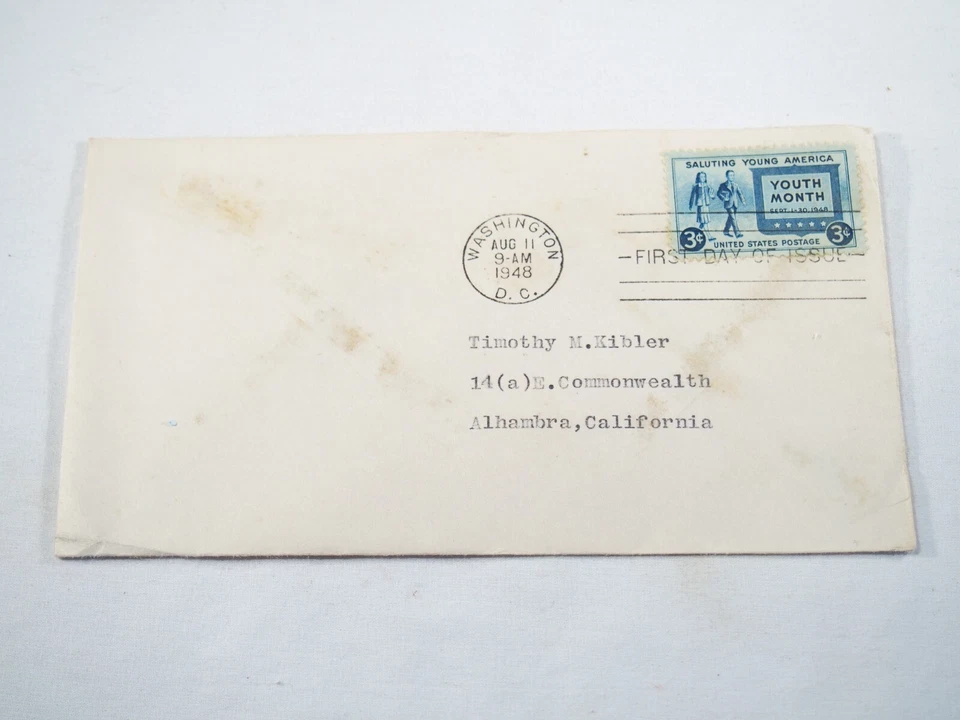 SALUTING YOUNG AMERICA
YOUTH
MONTH
SEPT. 1-30, 1948
3¢ UNITED STATES POSTAGE 3¢
WASHINGTON
AUG 11
9-AM
1948
D. C.
-FIRST DAY OF ISSUE-
Timothy M.Kibler
14(a)E.Commonwealth
Alhambra,California